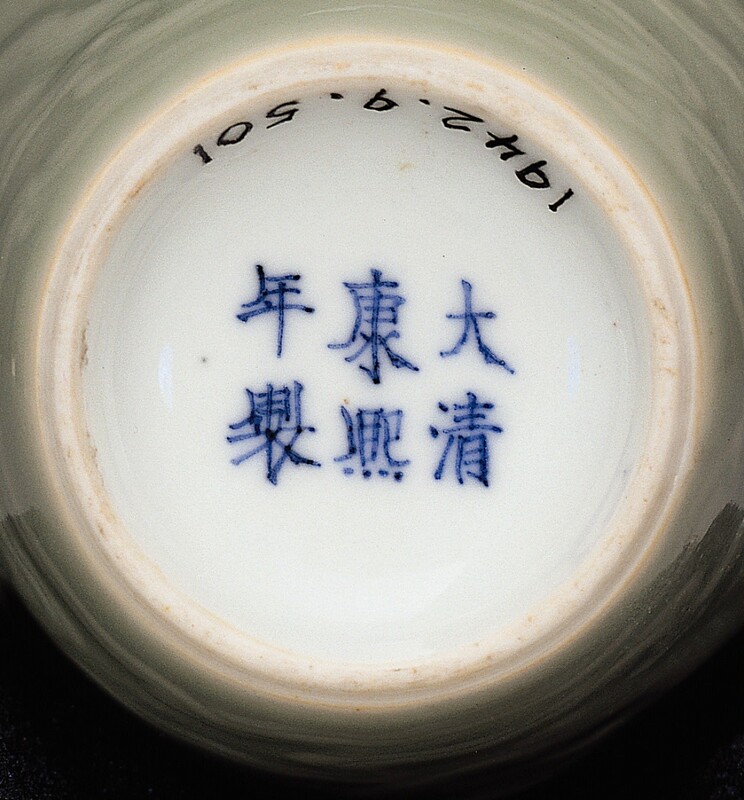 1942.9.501
大清
康熙
年製